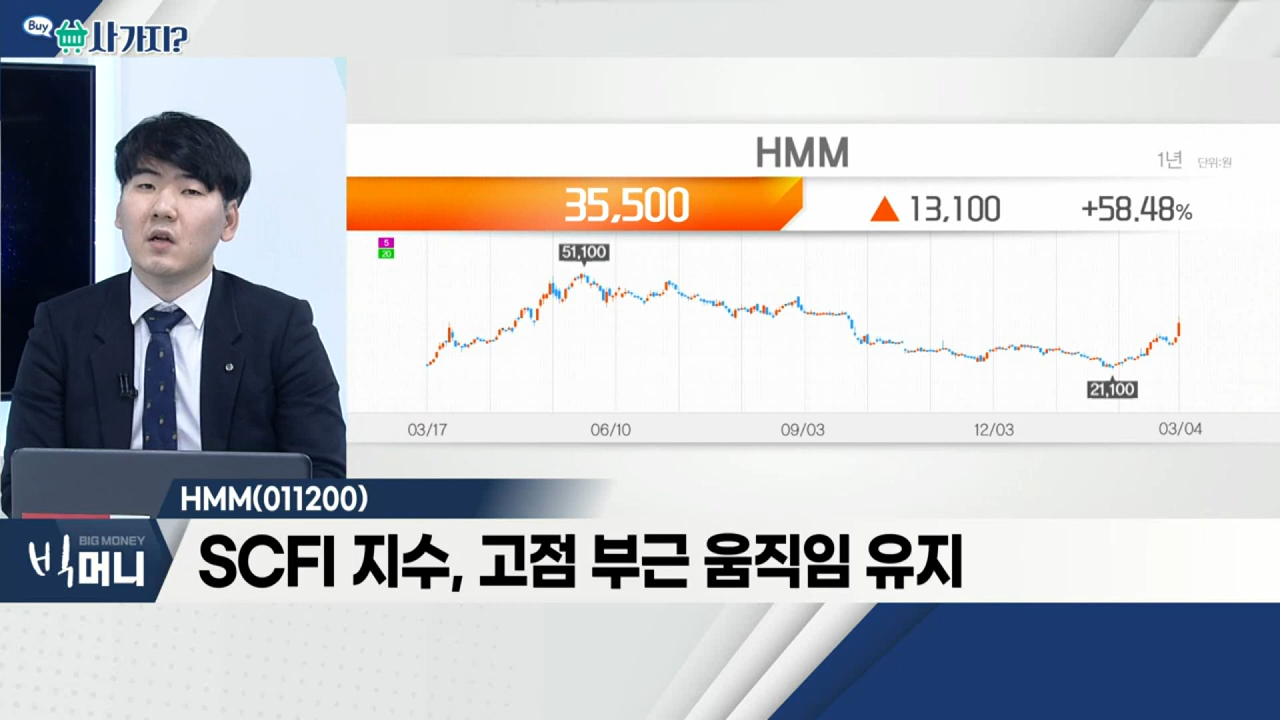 Buy 사 가지?
HMM
1년 단위:원
35,500 ▲ 13,100 +58.48%
5
20
51,100
21,100
03/17 06/10 09/03 12/03 03/04
HMM(011200)
BIG MONEY
빅머니
SCFI 지수, 고점 부근 움직임 유지